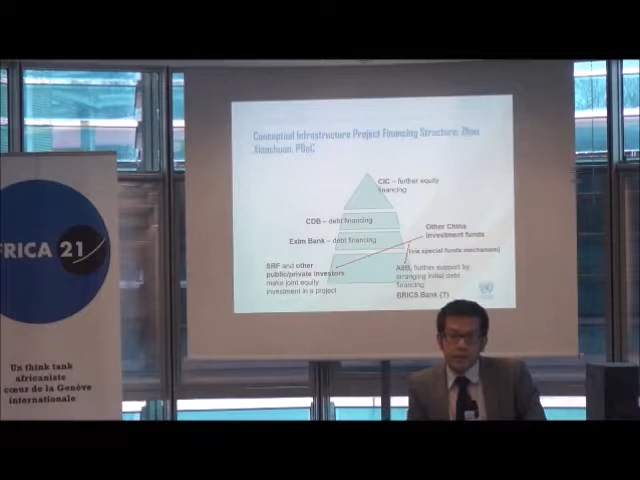 Conceptual Infrastructure Project Financing Structure: Zhou
Xiaochuan, PBoC
CIC – further equity
financing
CDB – debt financing
Exim Bank – debt financing
Other China
investment funds
(via special funds mechanism)
SRF and other
public/private investors
make joint equity
investment in a project
AIIB, further support by
arranging initial debt
financing
BRICS Bank (?)
FRICA 21
Un think tank
africaniste
cœur de la Genève
internationale